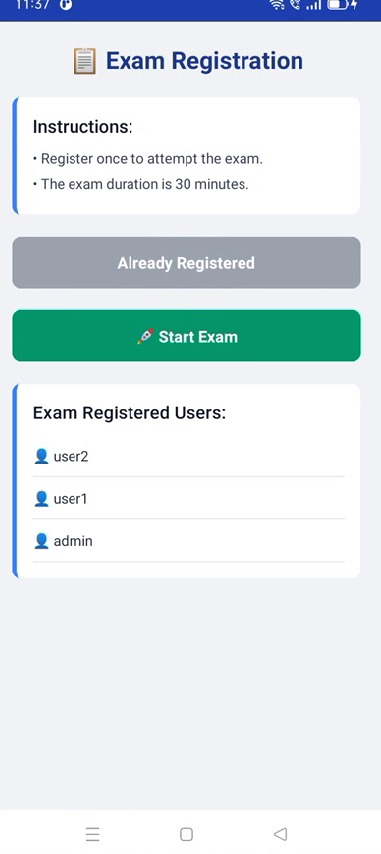 11:37
Exam Registration
Instructions:
• Register once to attempt the exam.
• The exam duration is 30 minutes.
Already Registered
Start Exam
Exam Registered Users:
user2
user1
admin